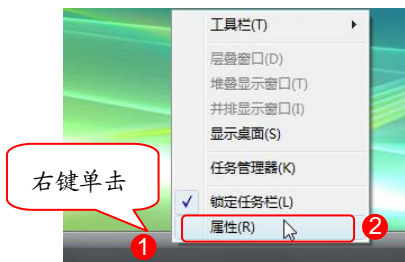 工具栏(T)
层叠窗口(D)
堆叠显示窗口(T)
并排显示窗口(I)
显示桌面(S)
任务管理器(K)
锁定任务栏(L)
属性(R)
2
右键单击
1